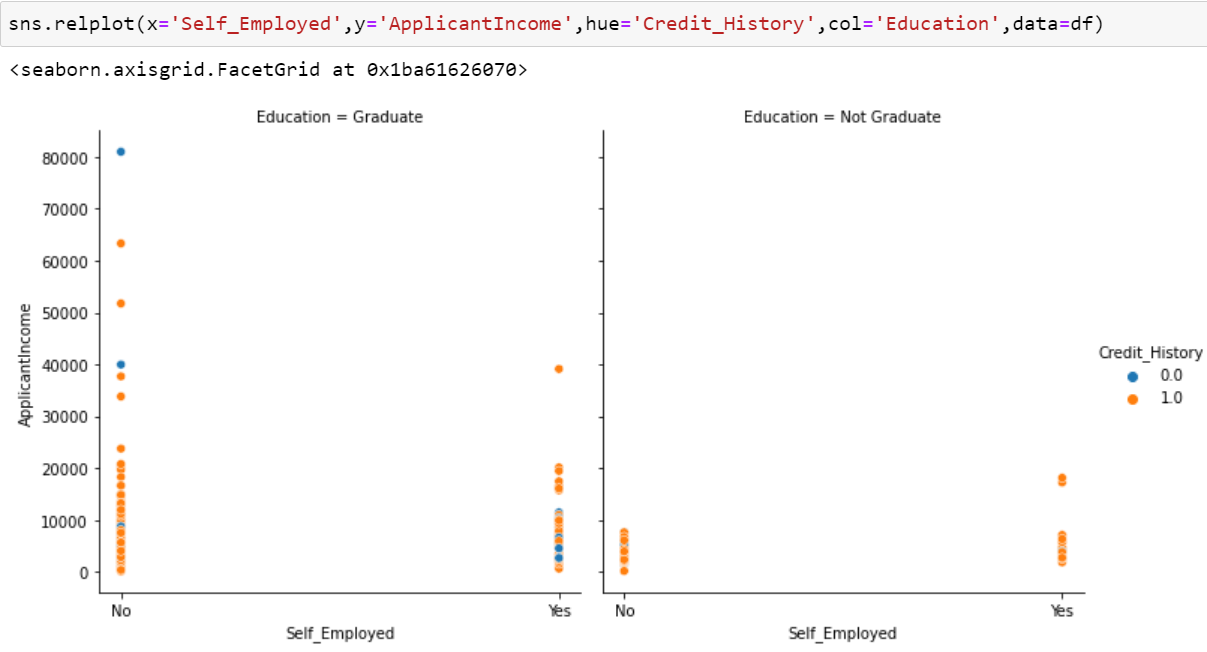 sns.relplot(x='Self_Employed',y='ApplicantIncome',hue='Credit_History',col='Education',data=df)
<seaborn.axisgrid.FacetGrid at 0x1ba61626070>
Education = Graduate
Education = Not Graduate
80000
70000
60000
50000
40000
30000
20000
10000
0
ApplicantIncome
No
Yes
No
Yes
Self_Employed
Self_Employed
Credit_History
0.0
1.0